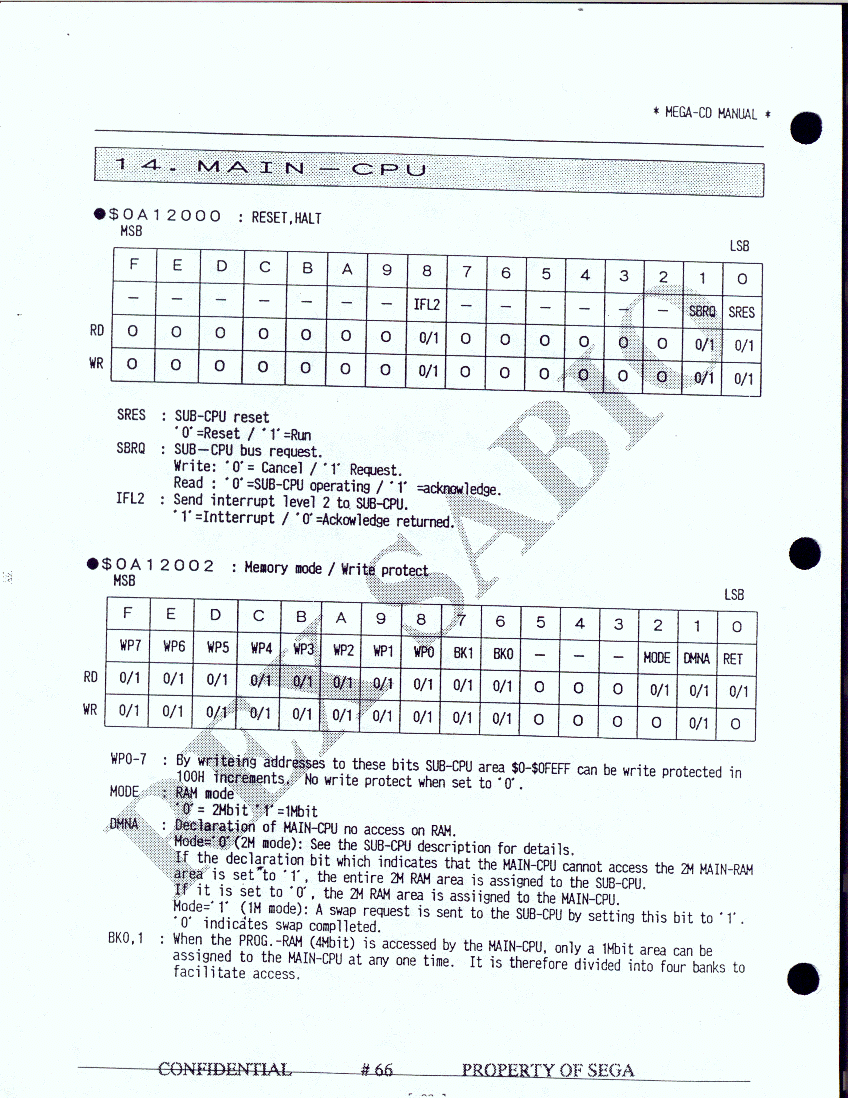 * MEGA-CD MANUAL *
14. MAIN-CPU
●$0A12000 : RESET,HALT
MSB LSB
F E D C B A 9 8 7 6 5 4 3 2 1 0
— — — — — — — IFL2 — — — — — — SBRQ SRES
RD 0 0 0 0 0 0 0 0/1 0 0 0 0 0 0 0/1 0/1
WR 0 0 0 0 0 0 0 0/1 0 0 0 0 0 0 0/1 0/1
SRES : SUB-CPU reset
'0'=Reset / '1'=Run
SBRQ : SUB—CPU bus request.
Write: '0'= Cancel / '1' Request.
Read : '0'=SUB-CPU operating / '1' =acknowledge.
IFL2 : Send interrupt level 2 to SUB-CPU.
'1'=Intterrupt / '0'=Ackowledge returned.
●$0A12002 : Memory mode / Write protect
MSB LSB
F E D C B A 9 8 7 6 5 4 3 2 1 0
WP7 WP6 WP5 WP4 WP3 WP2 WP1 WP0 BK1 BK0 — — — MODE DMNA RET
RD 0/1 0/1 0/1 0/1 0/1 0/1 0/1 0/1 0/1 0/1 0 0 0 0/1 0/1 0/1
WR 0/1 0/1 0/1 0/1 0/1 0/1 0/1 0/1 0/1 0/1 0 0 0 0 0/1 0
WP0-7 : By writeing addresses to these bits SUB-CPU area $0-$0FEFF can be write protected in
100H increments. No write protect when set to '0'.
MODE : RAM mode
'0'= 2Mbit '1'=1Mbit
DMNA : Declaration of MAIN-CPU no access on RAM.
Mode='0'(2M mode): See the SUB-CPU description for details.
If the declaration bit which indicates that the MAIN-CPU cannot access the 2M MAIN-RAM
area is set to '1', the entire 2M RAM area is assigned to the SUB-CPU.
If it is set to '0', the 2M RAM area is assiigned to the MAIN-CPU.
Mode='1' (1M mode): A swap request is sent to the SUB-CPU by setting this bit to '1'.
'0' indicates swap complleted.
BK0,1 : When the PROG.-RAM (4Mbit) is accessed by the MAIN-CPU, only a 1Mbit area can be
assigned to the MAIN-CPU at any one time. It is therefore divided into four banks to
facilitate access.
CONFIDENTIAL #66 PROPERTY OF SEGA